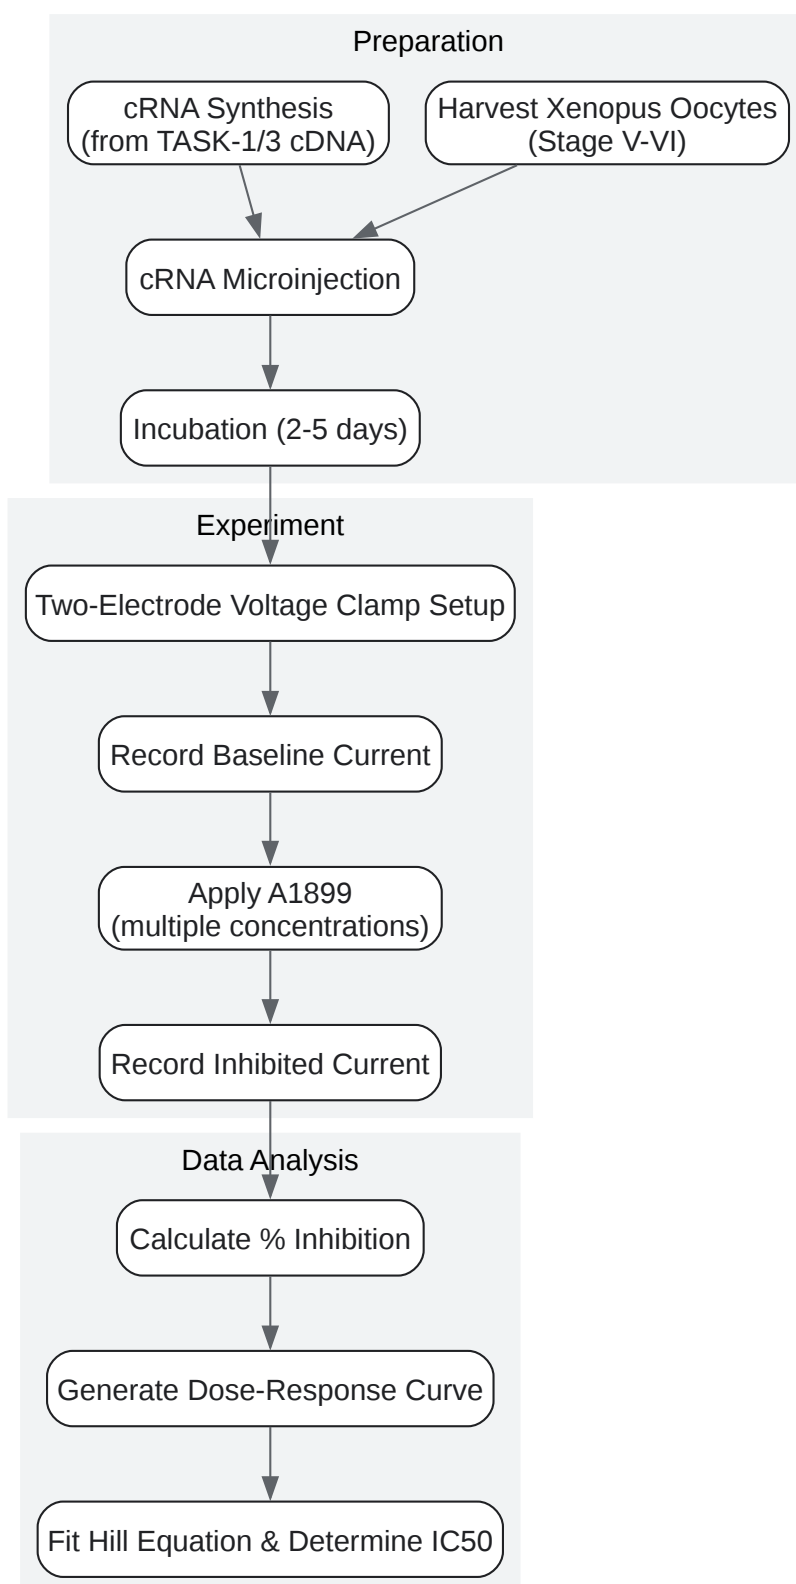 Preparation
cRNA Synthesis
(from TASK-1/3 cDNA)
Harvest Xenopus Oocytes
(Stage V-VI)
cRNA Microinjection
Incubation (2-5 days)
Experiment
Two-Electrode Voltage Clamp Setup
Record Baseline Current
Apply A1899
(multiple concentrations)
Record Inhibited Current
Data Analysis
Calculate % Inhibition
Generate Dose-Response Curve
Fit Hill Equation & Determine IC50